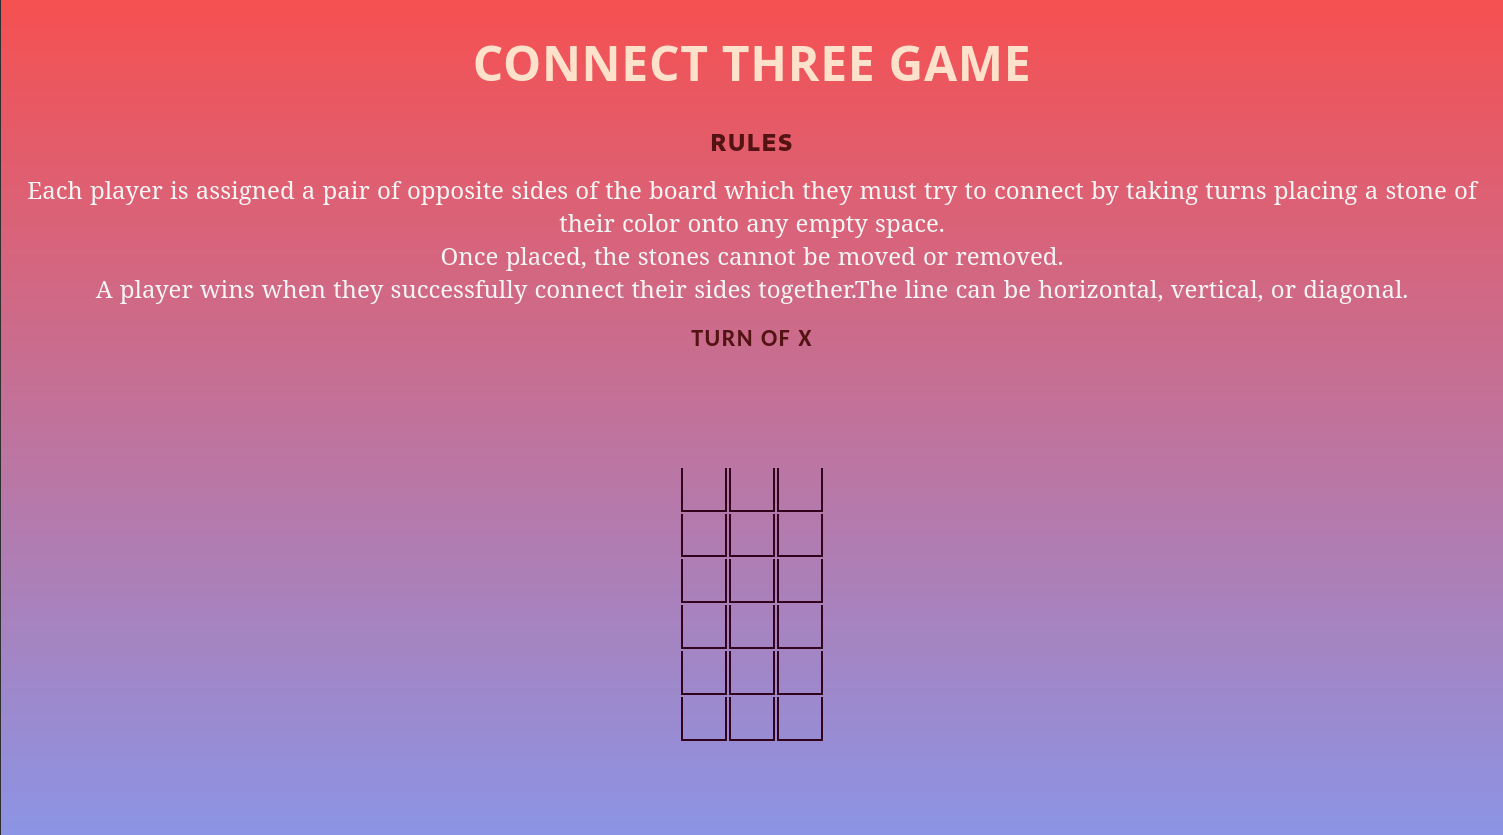 CONNECT THREE GAME
RULES
Each player is assigned a pair of opposite sides of the board which they must try to connect by taking turns placing a stone of
their color onto any empty space.
Once placed, the stones cannot be moved or removed.
A player wins when they successfully connect their sides together.The line can be horizontal, vertical, or diagonal.
TURN OF X